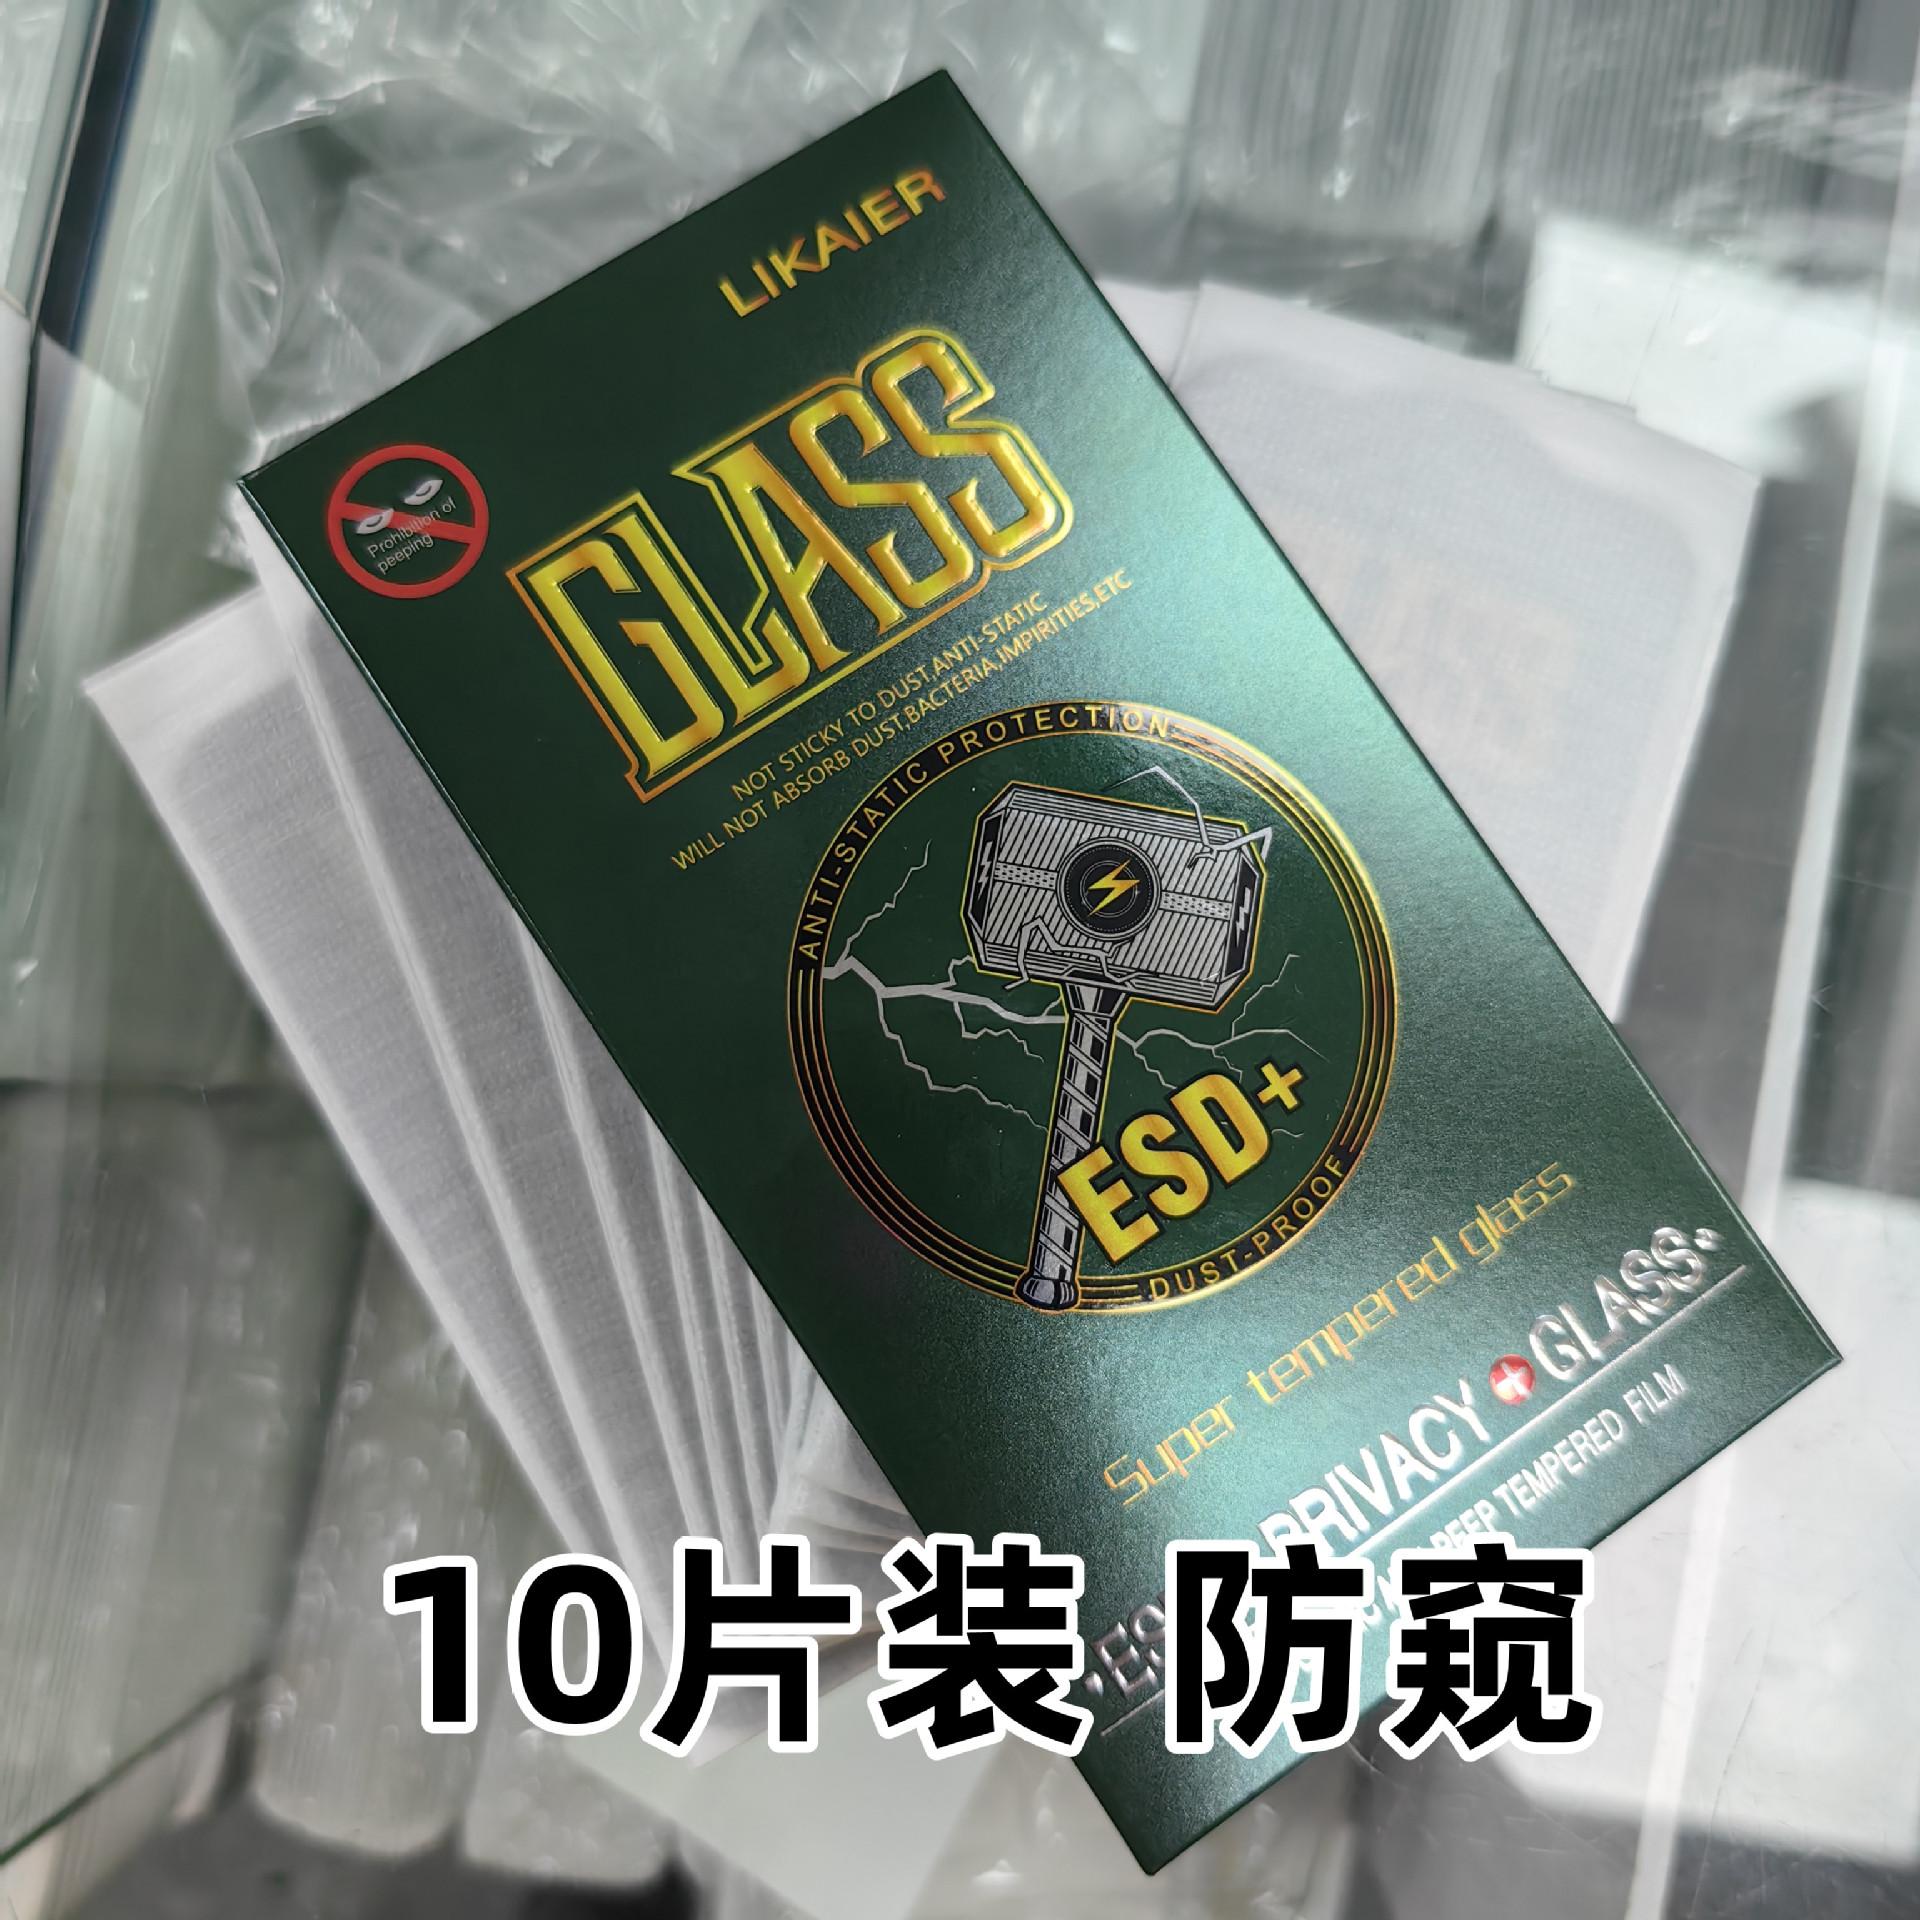 LIKAIER
GLASS
Prohibition of
peeping
NOT STICKY TO DUST,ANTI-STATIC
WILL NOT ABSORB DUST,BACTERIA,IMPIRITIES,ETC
ANTI-STATIC PROTECTION
ESD+
DUST-PROOF
Super tempered glass
PRIVACY+GLASS
PEEP TEMPERED FILM
10片装 防窥